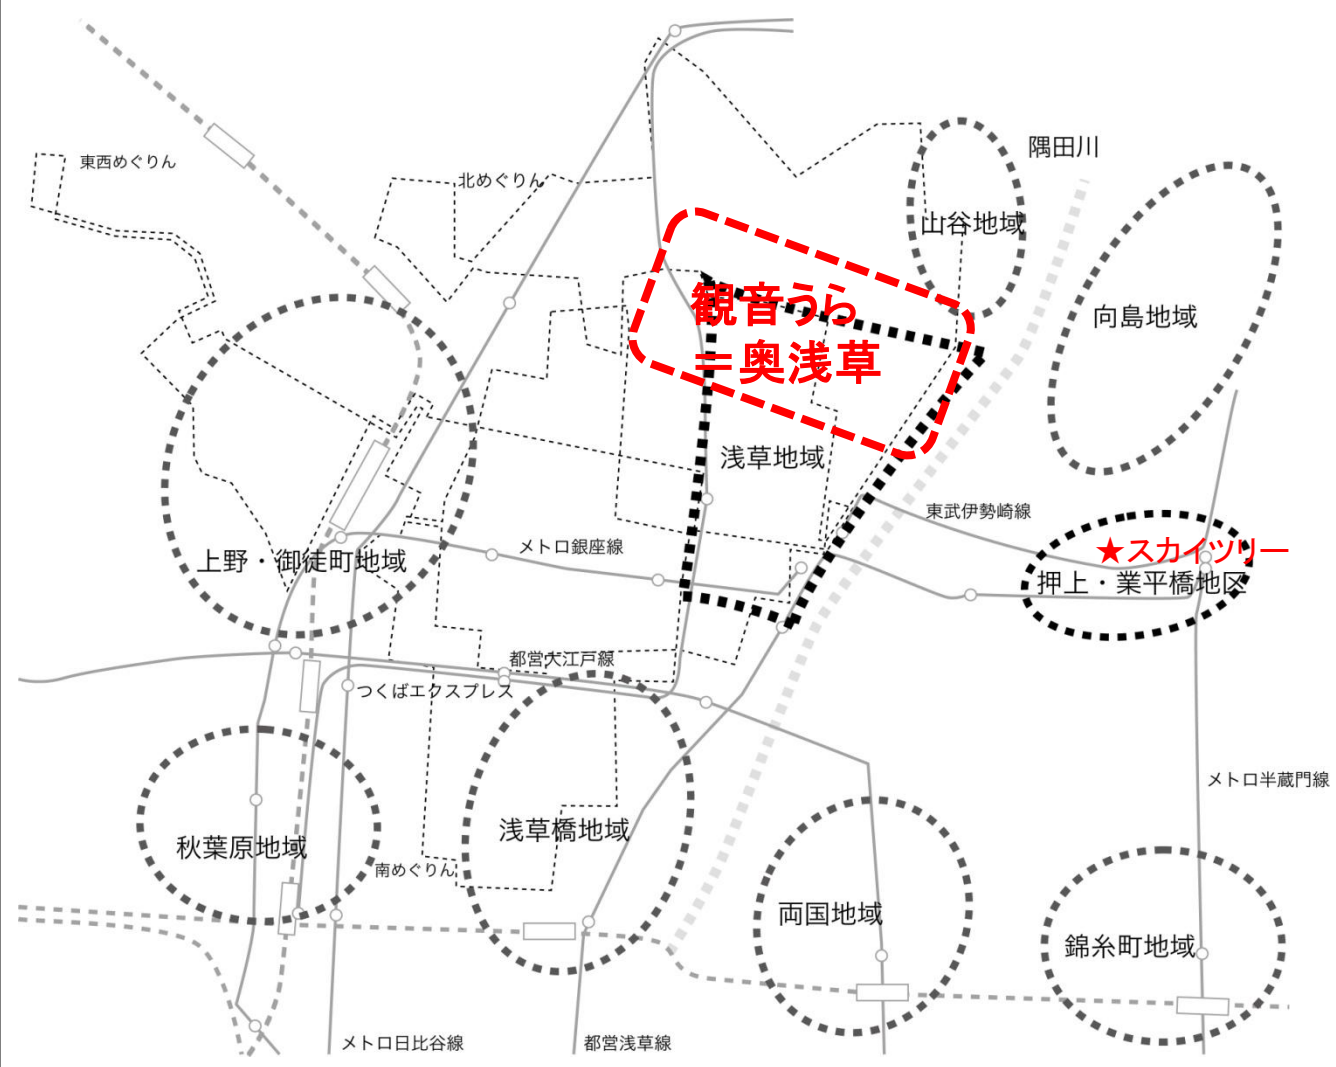 隅田川
東西めぐりん
北めぐりん
山谷地域
観音うら
=奥浅草
向島地域
浅草地域
東武伊勢崎線
メトロ銀座線
★スカイツリー
上野・御徒町地域
押上・業平橋地区
都営大江戸線
つくばエクスプレス
メトロ半蔵門線
浅草橋地域
秋葉原地域
南めぐりん
両国地域
錦糸町地域
メトロ日比谷線
都営浅草線